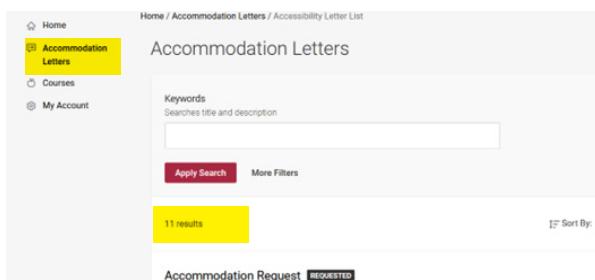 Home
Accommodation
Letters
Courses
My Account
Home / Accommodation Letters / Accessibility Letter List
Accommodation Letters
Keywords
Searches title and description
Apply Search More Filters
11 results
Sort By:
Accommodation Request REQUESTED